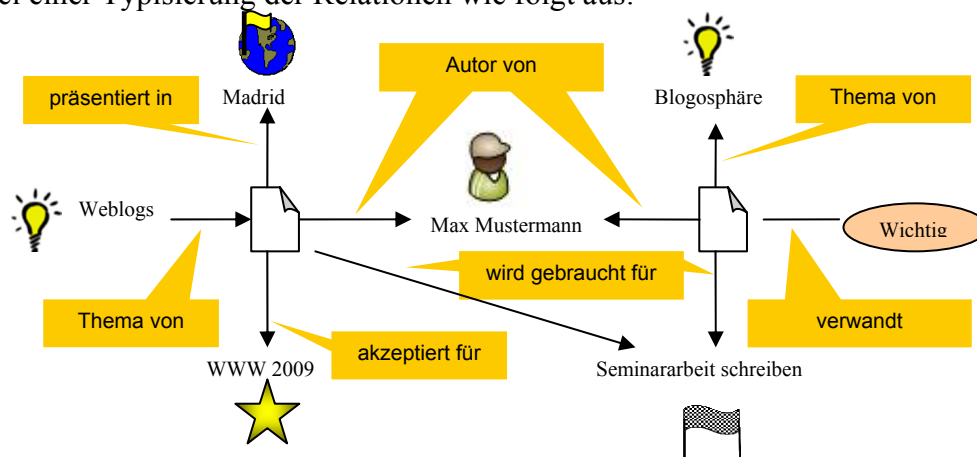 ei einer Typisierung der Relationen wie folgt aus:
Autor von
präsentiert in
Madrid
Blogosphäre
Thema von
Weblogs
Max Mustermann
Wichtig
wird gebraucht für
Thema von
verwandt
akzeptiert für
WWW 2009
Seminararbeit schreiben